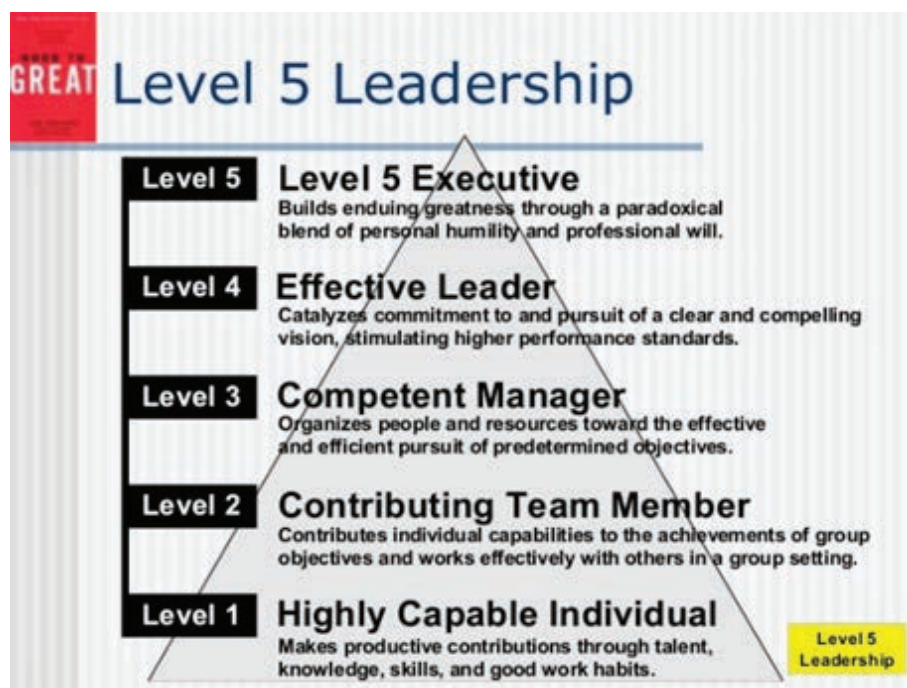 GREAT
Level 5 Leadership
Level 5
Level 5 Executive
Builds enduing greatness through a paradoxical
blend of personal humility and professional will.
Level 4
Effective Leader
Catalyzes commitment to and pursuit of a clear and compelling
vision, stimulating higher performance standards.
Level 3
Competent Manager
Organizes people and resources toward the effective
and efficient pursuit of predetermined objectives.
Level 2
Contributing Team Member
Contributes individual capabilities to the achievements of group
objectives and works effectively with others in a group setting.
Level 1
Highly Capable Individual
Makes productive contributions through talent,
knowledge, skills, and good work habits.
Level 5
Leadership